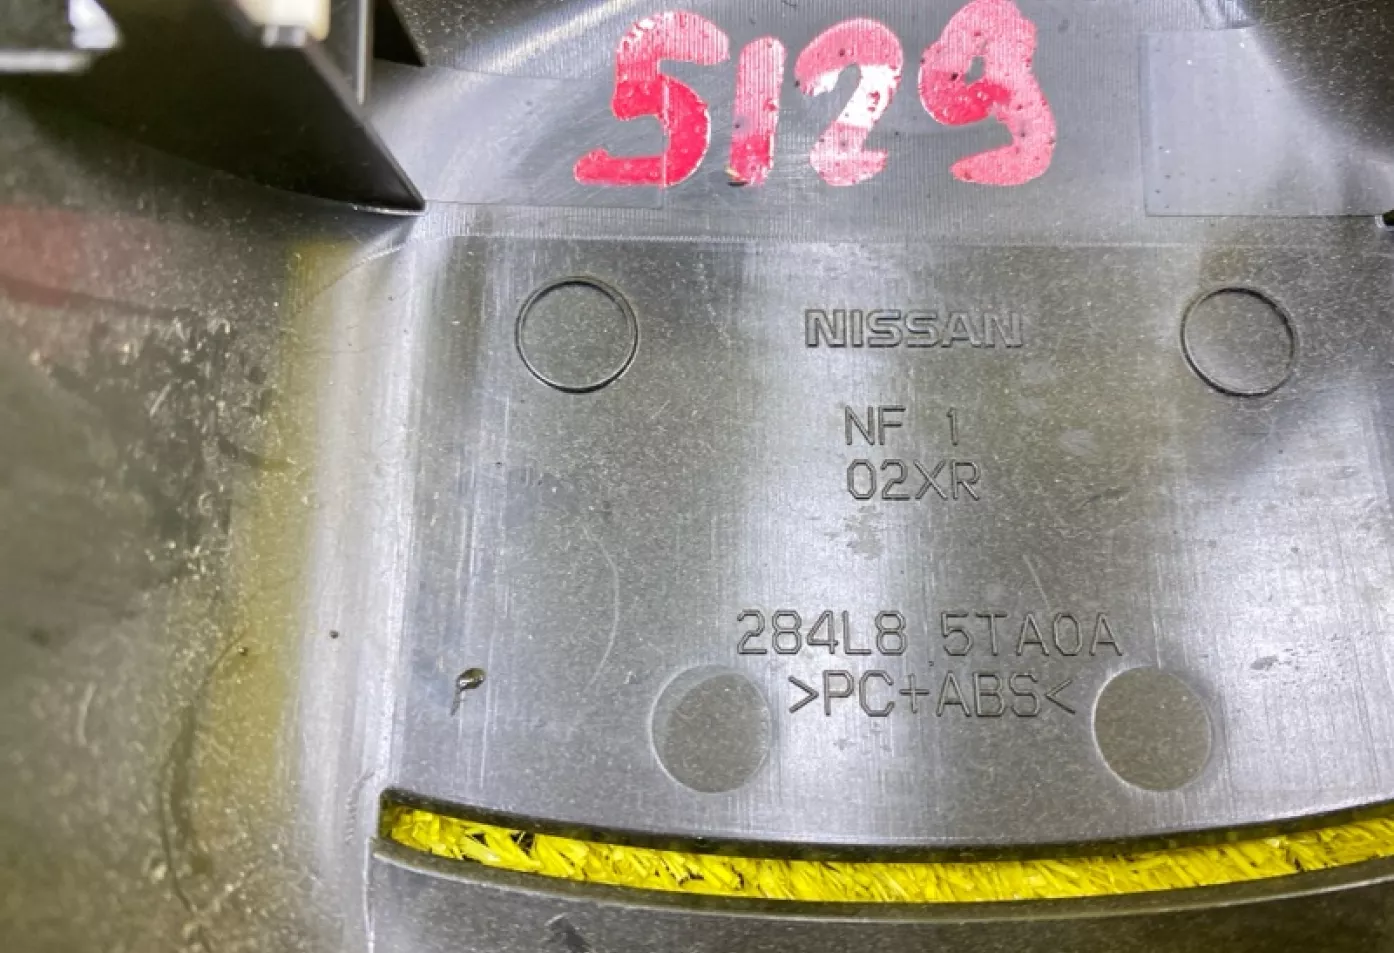 5129
NISSAN
NF 1
02XR
284L8 5TA0A
>PC+ABS<